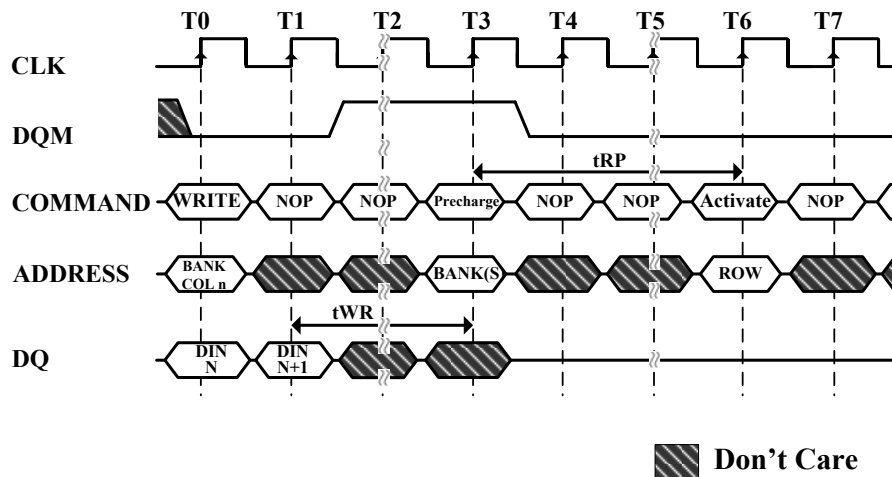 T0 T1 T2 T3 T4 T5 T6 T7
CLK
DQM
tRP
COMMAND WRITE NOP NOP Precharge NOP NOP Activate NOP
ADDRESS BANK COL n BANK(S ROW
tWR
DQ DIN N DIN N+1
Don't Care